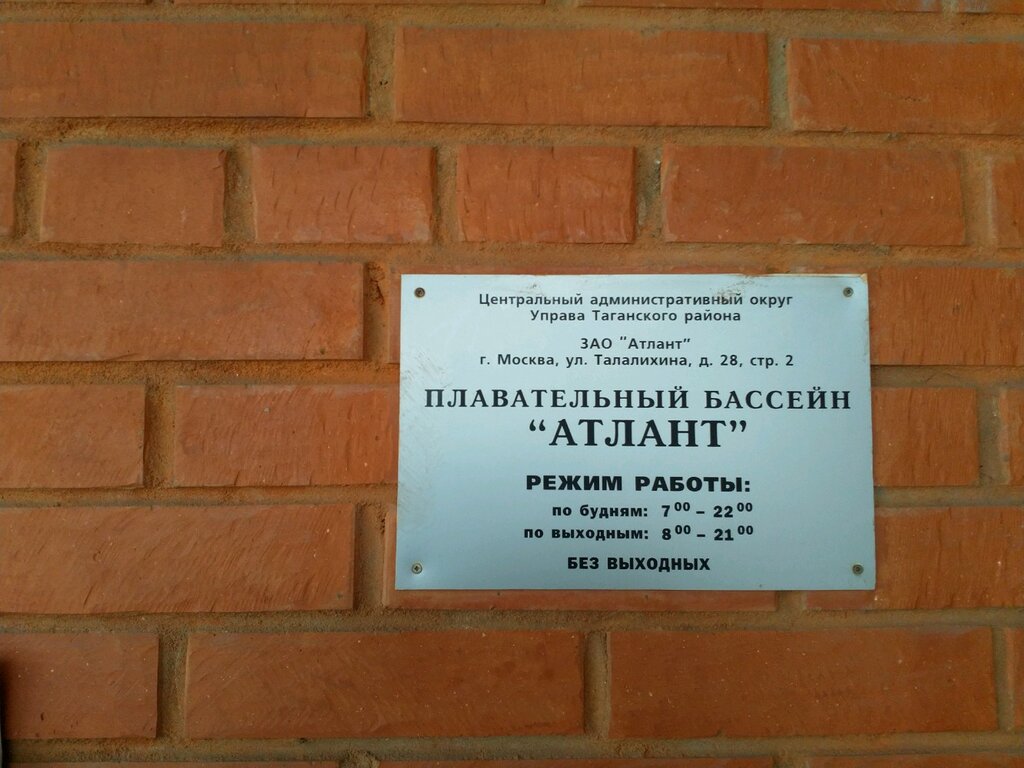 Центральный административный округ
Управа Таганского района
ЗАО "Атлант"
г. Москва, ул. Талалихина, д. 28, стр. 2
ПЛАВАТЕЛЬНЫЙ БАССЕЙН
“АТЛАНТ”
РЕЖИМ РАБОТЫ:
по будням: 7⁰⁰ – 22⁰⁰
по выходным: 8⁰⁰ – 21⁰⁰
БЕЗ ВЫХОДНЫХ